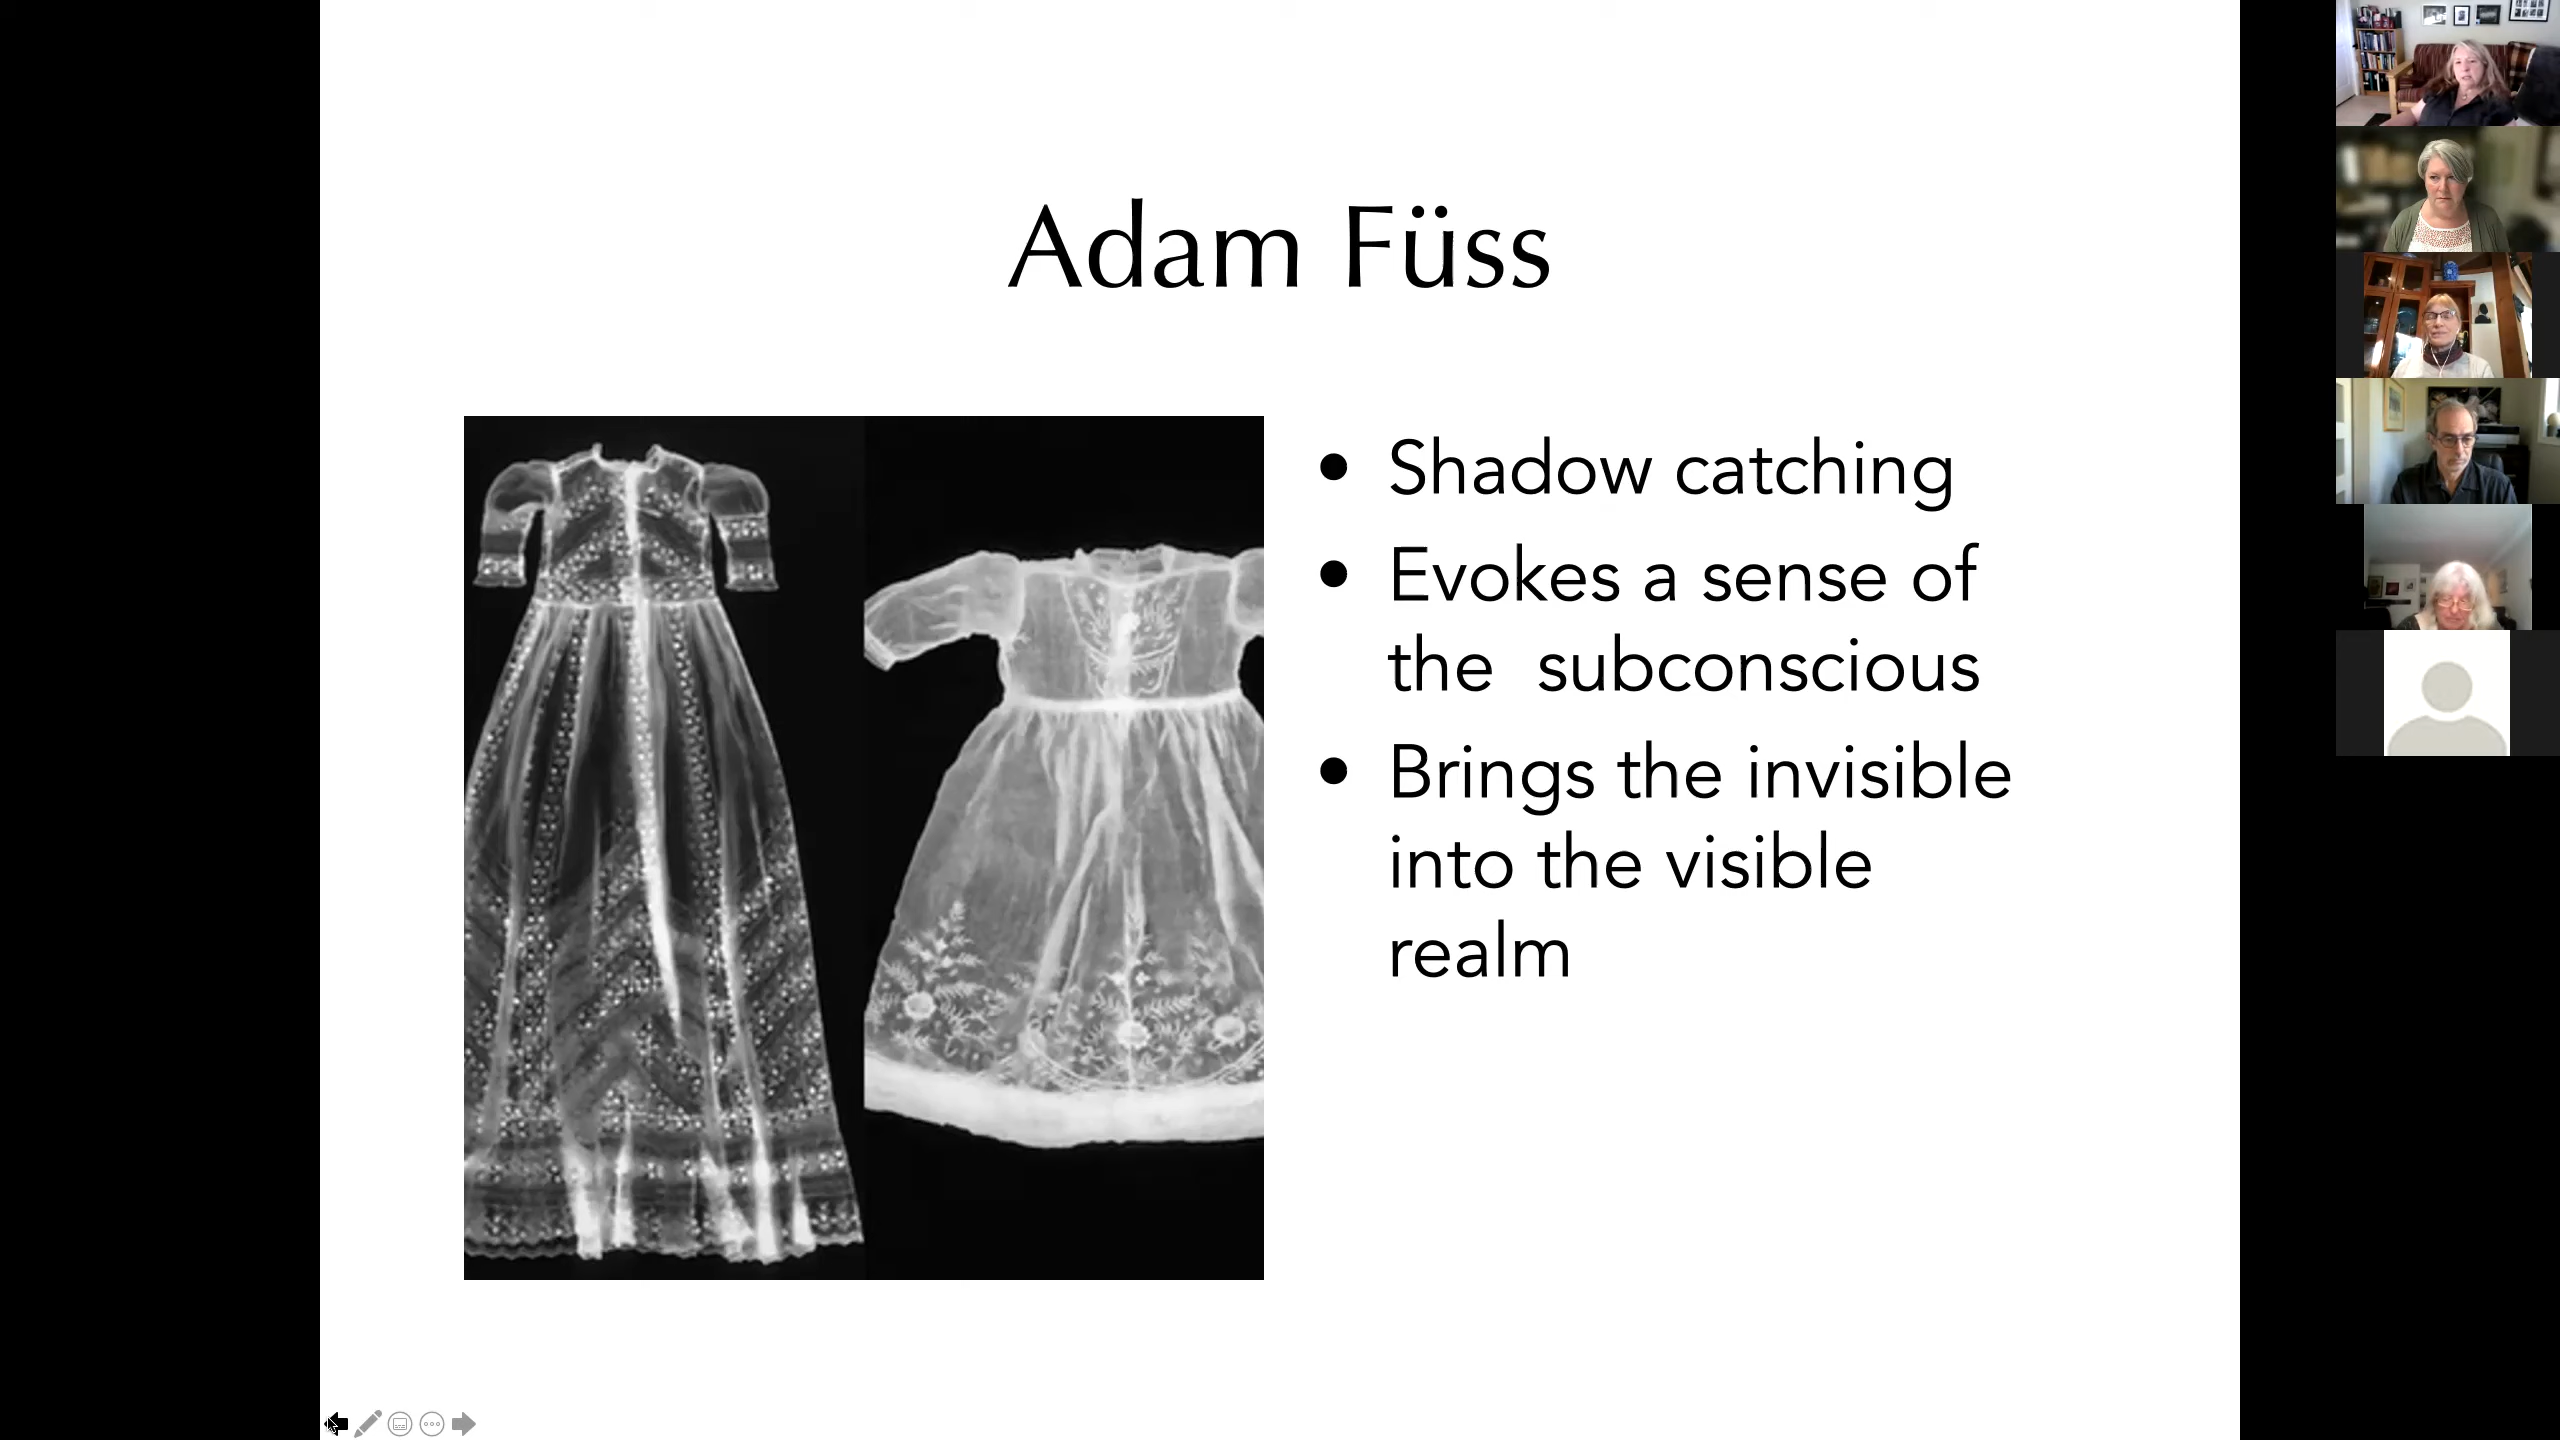 Adam Füss
• Shadow catching
• Evokes a sense of
the  subconscious
• Brings the invisible
into the visible
realm